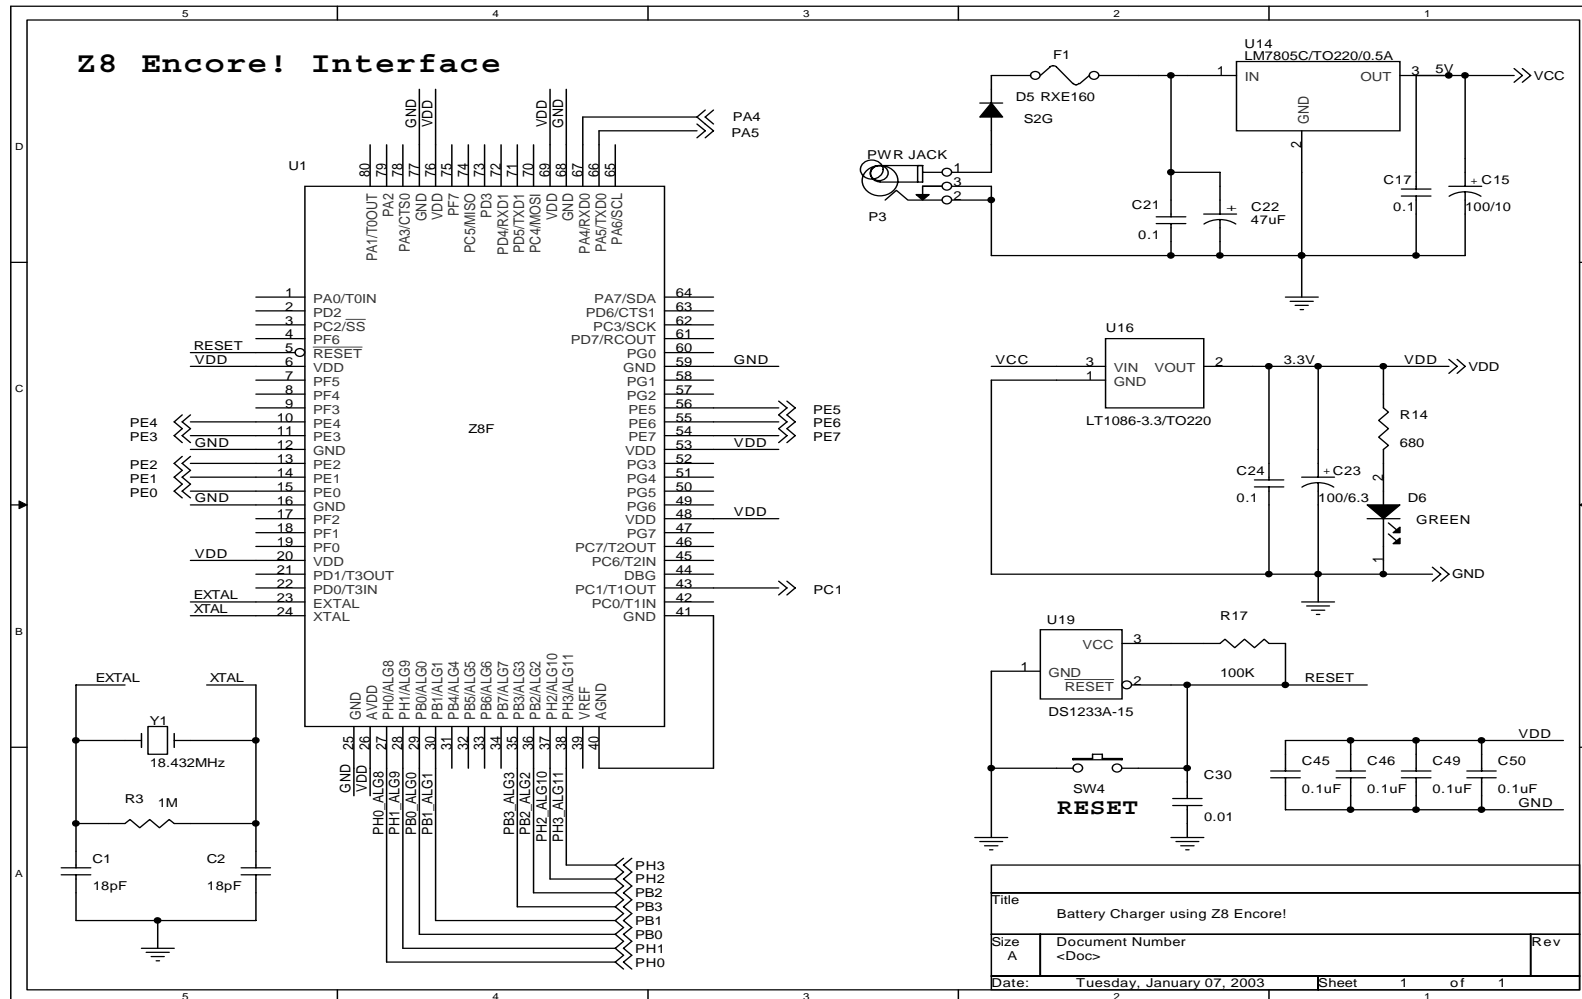 5 4 3 2 1
D
C
B
A
Z8 Encore! Interface
U1
Z8F
GND
VDD
VDD
GND
PA4
PA5
80 79 78 77 76 75 74 73 72 71 70 69 68 67 66 65
PA1/T0OUT
PA2
PA3/CTS0
GND
VDD
PF7
PC5/MISO
PD3
PD4/RXD1
PD5/TXD1
PC4/MOSI
VDD
GND
PA4/RXD0
PA5/TXD0
PA6/SCL
1 PA0/T0IN
2 PD2
3 PC2/SS
4 PF6
RESET 5 RESET
VDD 6 VDD
7 PF5
8 PF4
9 PF3
PE4 10 PE4
PE3 11 PE3
GND 12 GND
PE2 13 PE2
PE1 14 PE1
PE0 15 PE0
GND 16 GND
17 PF2
18 PF1
19 PF0
VDD 20 VDD
21 PD1/T3OUT
22 PD0/T3IN
EXTAL 23 EXTAL
XTAL 24 XTAL
PA7/SDA 64
PD6/CTS1 63
PC3/SCK 62
PD7/RCOUT 61
PG0 60
GND 59 GND
PG1 58
PG2 57
PE5 56 PE5
PE6 55 PE6
PE7 54 PE7
VDD 53 VDD
PG3 52
PG4 51
PG5 50
PG6 49
VDD 48 VDD
PG7 47
PC7/T2OUT 46
PC6/T2IN 45
DBG 44
PC1/T1OUT 43 PC1
PC0/T1IN 42
GND 41
GND
AVDD
PH0/ALG8
PH1/ALG9
PB0/ALG0
PB1/ALG1
PB4/ALG4
PB5/ALG5
PB6/ALG6
PB7/ALG7
PB3/ALG3
PB2/ALG2
PH2/ALG10
PH3/ALG11
VREF
AGND
25 26 27 28 29 30 31 32 33 34 35 36 37 38 39 40
GND
VDD
PH0_ALG8
PH1_ALG9
PB0_ALG0
PB1_ALG1
PB3_ALG3
PB2_ALG2
PH2_ALG10
PH3_ALG11
PH3
PH2
PB2
PB3
PB1
PB0
PH1
PH0
EXTAL XTAL
Y1
18.432MHz
R3 1M
C1
18pF
C2
18pF
PWR JACK
P3
1
3
2
D5 RXE160
S2G
F1
U14
LM7805C/TO220/0.5A
1 IN OUT 3 5V VCC
GND
2
C21
0.1
+ C22
47uF
C17
0.1
+ C15
100/10
U16
VCC 3 VIN VOUT 2 3.3V VDD VDD
1 GND
LT1086-3.3/TO220
R14
680
C24
0.1
+ C23
100/6.3
2
D6
GREEN
1
GND
U19
VCC 3
1 GND
RESET 2
DS1233A-15
R17
100K
RESET
SW4
RESET
C30
0.01
VDD
C45
0.1uF
C46
0.1uF
C49
0.1uF
C50
0.1uF
GND
Title
Battery Charger using Z8 Encore!
Size
A
Document Number
<Doc>
Rev
Date: Tuesday, January 07, 2003 Sheet 1 of 1
5 4 3 2 1